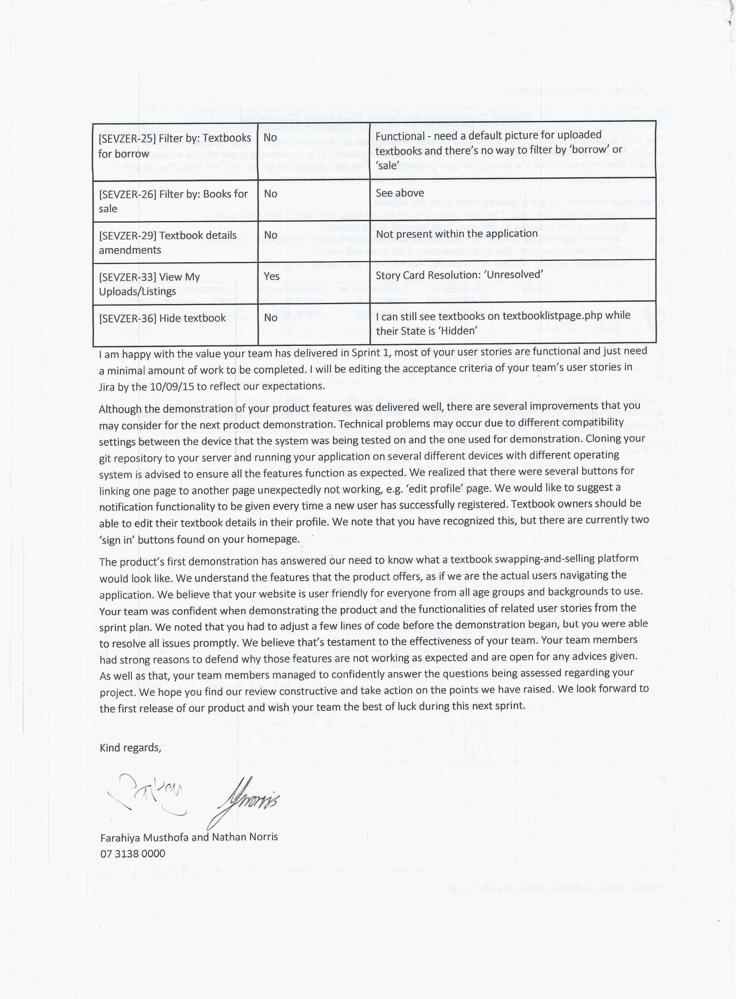 [SEVZER-25] Filter by: Textbooks for borrow | No | Functional - need a default picture for uploaded textbooks and there's no way to filter by 'borrow' or 'sale'
[SEVZER-26] Filter by: Books for sale | No | See above
[SEVZER-29] Textbook details amendments | No | Not present within the application
[SEVZER-33] View My Uploads/Listings | Yes | Story Card Resolution: 'Unresolved'
[SEVZER-36] Hide textbook | No | I can still see textbooks on textbooklistpage.php while their State is 'Hidden'
I am happy with the value your team has delivered in Sprint 1, most of your user stories are functional and just need
a minimal amount of work to be completed. I will be editing the acceptance criteria of your team's user stories in
Jira by the 10/09/15 to reflect our expectations.
Although the demonstration of your product features was delivered well, there are several improvements that you
may consider for the next product demonstration. Technical problems may occur due to different compatibility
settings between the device that the system was being tested on and the one used for demonstration. Cloning your
git repository to your server and running your application on several different devices with different operating
system is advised to ensure all the features function as expected. We realized that there were several buttons for
linking one page to another page unexpectedly not working, e.g. 'edit profile' page. We would like to suggest a
notification functionality to be given every time a new user has successfully registered. Textbook owners should be
able to edit their textbook details in their profile. We note that you have recognized this, but there are currently two
'sign in' buttons found on your homepage.
The product's first demonstration has answered our need to know what a textbook swapping-and-selling platform
would look like. We understand the features that the product offers, as if we are the actual users navigating the
application. We believe that your website is user friendly for everyone from all age groups and backgrounds to use.
Your team was confident when demonstrating the product and the functionalities of related user stories from the
sprint plan. We noted that you had to adjust a few lines of code before the demonstration began, but you were able
to resolve all issues promptly. We believe that's testament to the effectiveness of your team. Your team members
had strong reasons to defend why those features are not working as expected and are open for any advices given.
As well as that, your team members managed to confidently answer the questions being assessed regarding your
project. We hope you find our review constructive and take action on the points we have raised. We look forward to
the first release of our product and wish your team the best of luck during this next sprint.
Kind regards,
Farahiya Musthofa and Nathan Norris
07 3138 0000